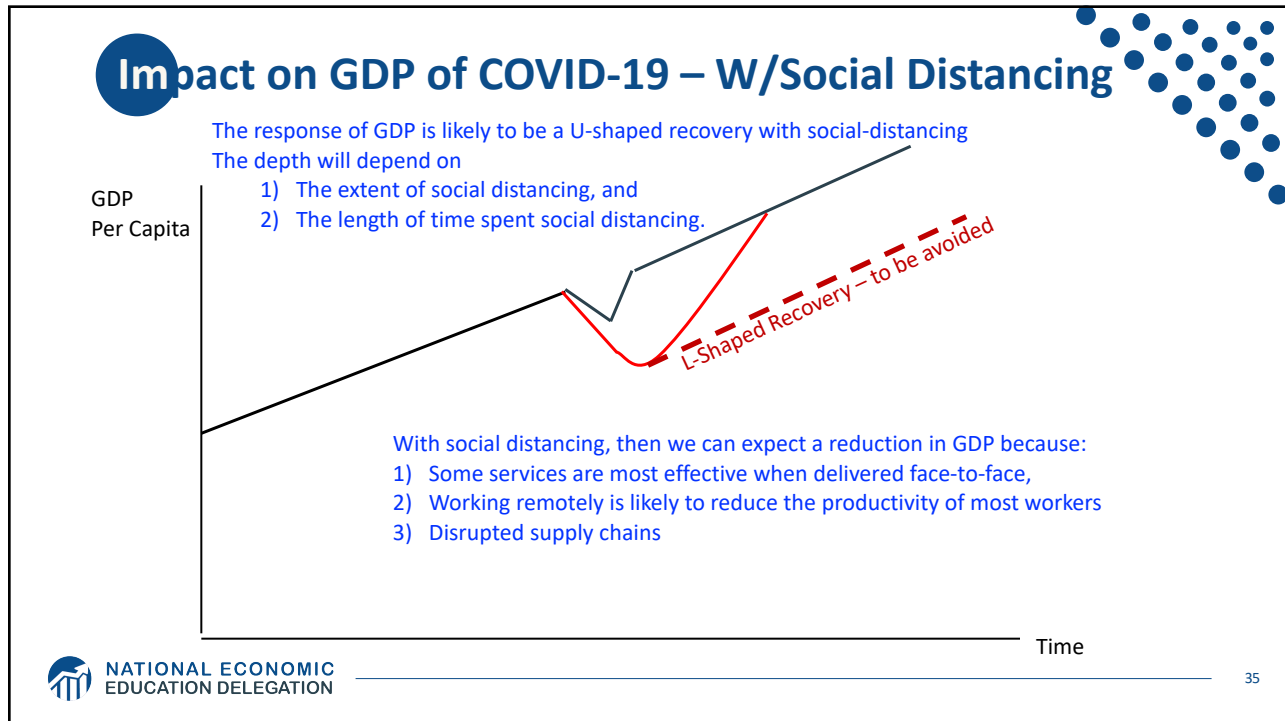 Impact on GDP of COVID-19 – W/Social Distancing
The response of GDP is likely to be a U-shaped recovery with social-distancing
The depth will depend on
1) The extent of social distancing, and
2) The length of time spent social distancing.
GDP
Per Capita
L-Shaped Recovery – to be avoided
With social distancing, then we can expect a reduction in GDP because:
1) Some services are most effective when delivered face-to-face,
2) Working remotely is likely to reduce the productivity of most workers
3) Disrupted supply chains
Time
NATIONAL ECONOMIC
EDUCATION DELEGATION
35